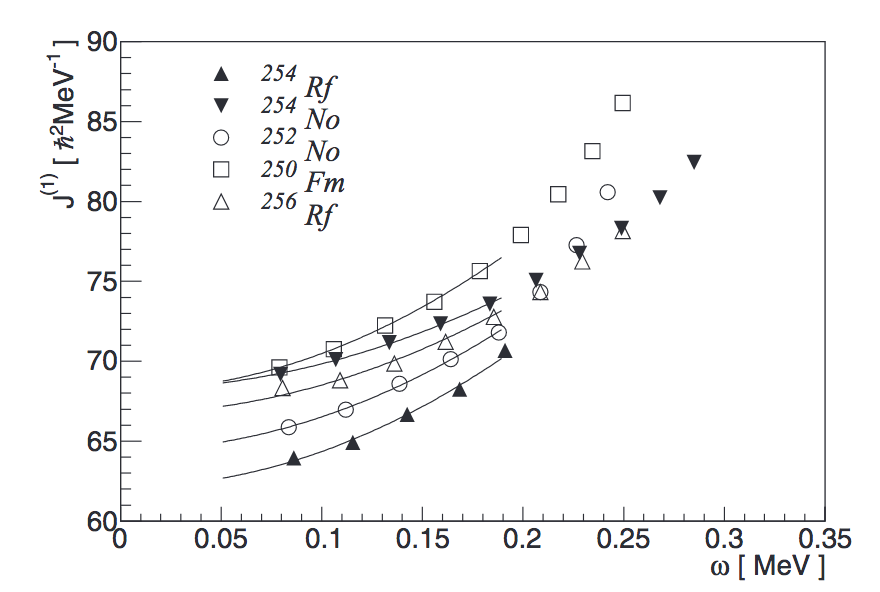 90
85
80
75
70
65
60
J(1) [ ℏ2MeV-1 ]
254 Rf
254 No
252 No
250 Fm
256 Rf
0 0.05 0.1 0.15 0.2 0.25 0.3 0.35
ω [ MeV ]